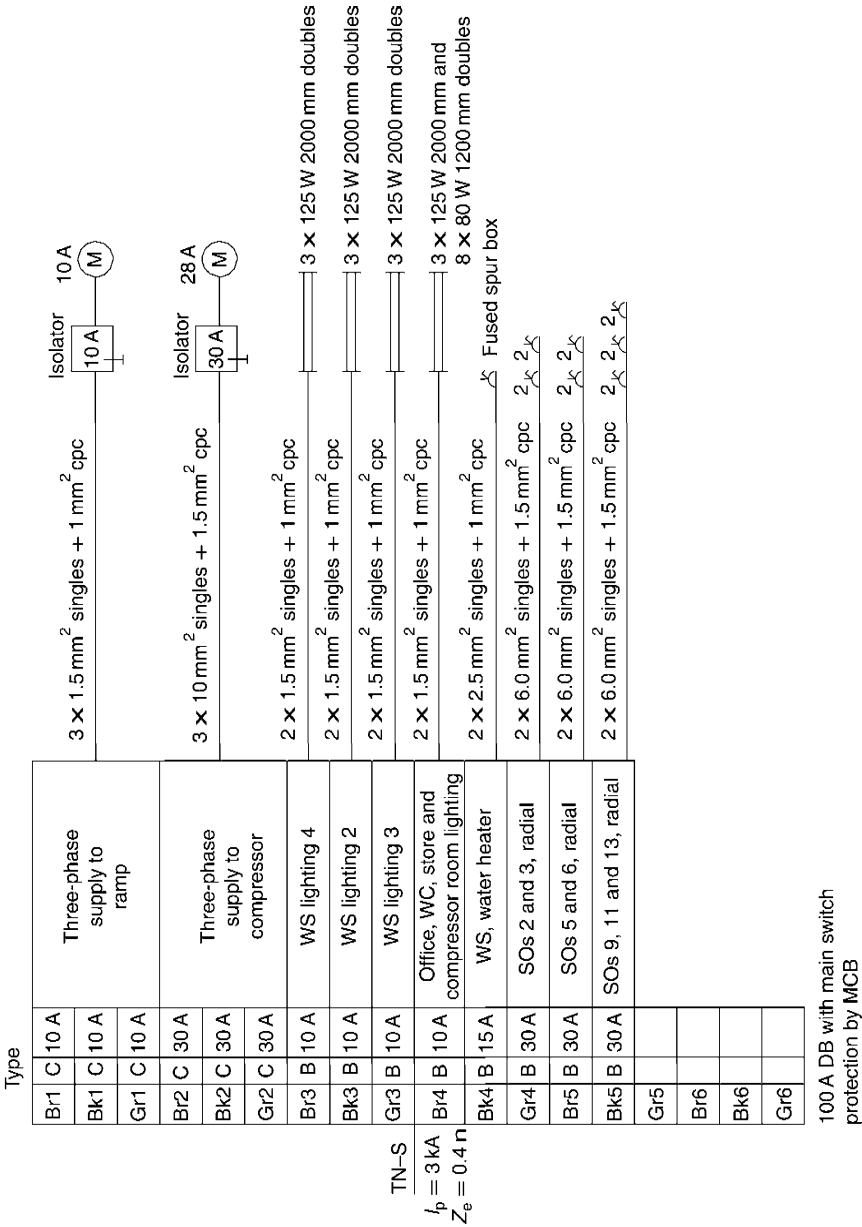 Type
Br1 C 10 A
Bk1 C 10 A
Gr1 C 10 A
Three-phase
supply to
ramp
3 × 1.5 mm² singles + 1 mm² cpc
Isolator
10 A
10 A
M
Br2 C 30 A
Bk2 C 30 A
Gr2 C 30 A
Three-phase
supply to
compressor
3 × 10 mm² singles + 1.5 mm² cpc
Isolator
30 A
28 A
M
Br3 B 10 A WS lighting 4 2 × 1.5 mm² singles + 1 mm² cpc 3 × 125 W 2000 mm doubles
Bk3 B 10 A WS lighting 2 2 × 1.5 mm² singles + 1 mm² cpc 3 × 125 W 2000 mm doubles
Gr3 B 10 A WS lighting 3 2 × 1.5 mm² singles + 1 mm² cpc 3 × 125 W 2000 mm doubles
TN–S
Iₚ = 3 kA
Zₑ = 0.4 n
Br4 B 10 A Office, WC, store and
compressor room lighting
2 × 1.5 mm² singles + 1 mm² cpc
3 × 125 W 2000 mm and
8 × 80 W 1200 mm doubles
Bk4 B 15 A WS, water heater 2 × 2.5 mm² singles + 1 mm² cpc Fused spur box
Gr4 B 30 A SOs 2 and 3, radial 2 × 6.0 mm² singles + 1.5 mm² cpc 2 2
Br5 B 30 A SOs 5 and 6, radial 2 × 6.0 mm² singles + 1.5 mm² cpc 2 2
Bk5 B 30 A SOs 9, 11 and 13, radial 2 × 6.0 mm² singles + 1.5 mm² cpc 2 2 2
Gr5
Br6
Bk6
Gr6
100 A DB with main switch
protection by MCB